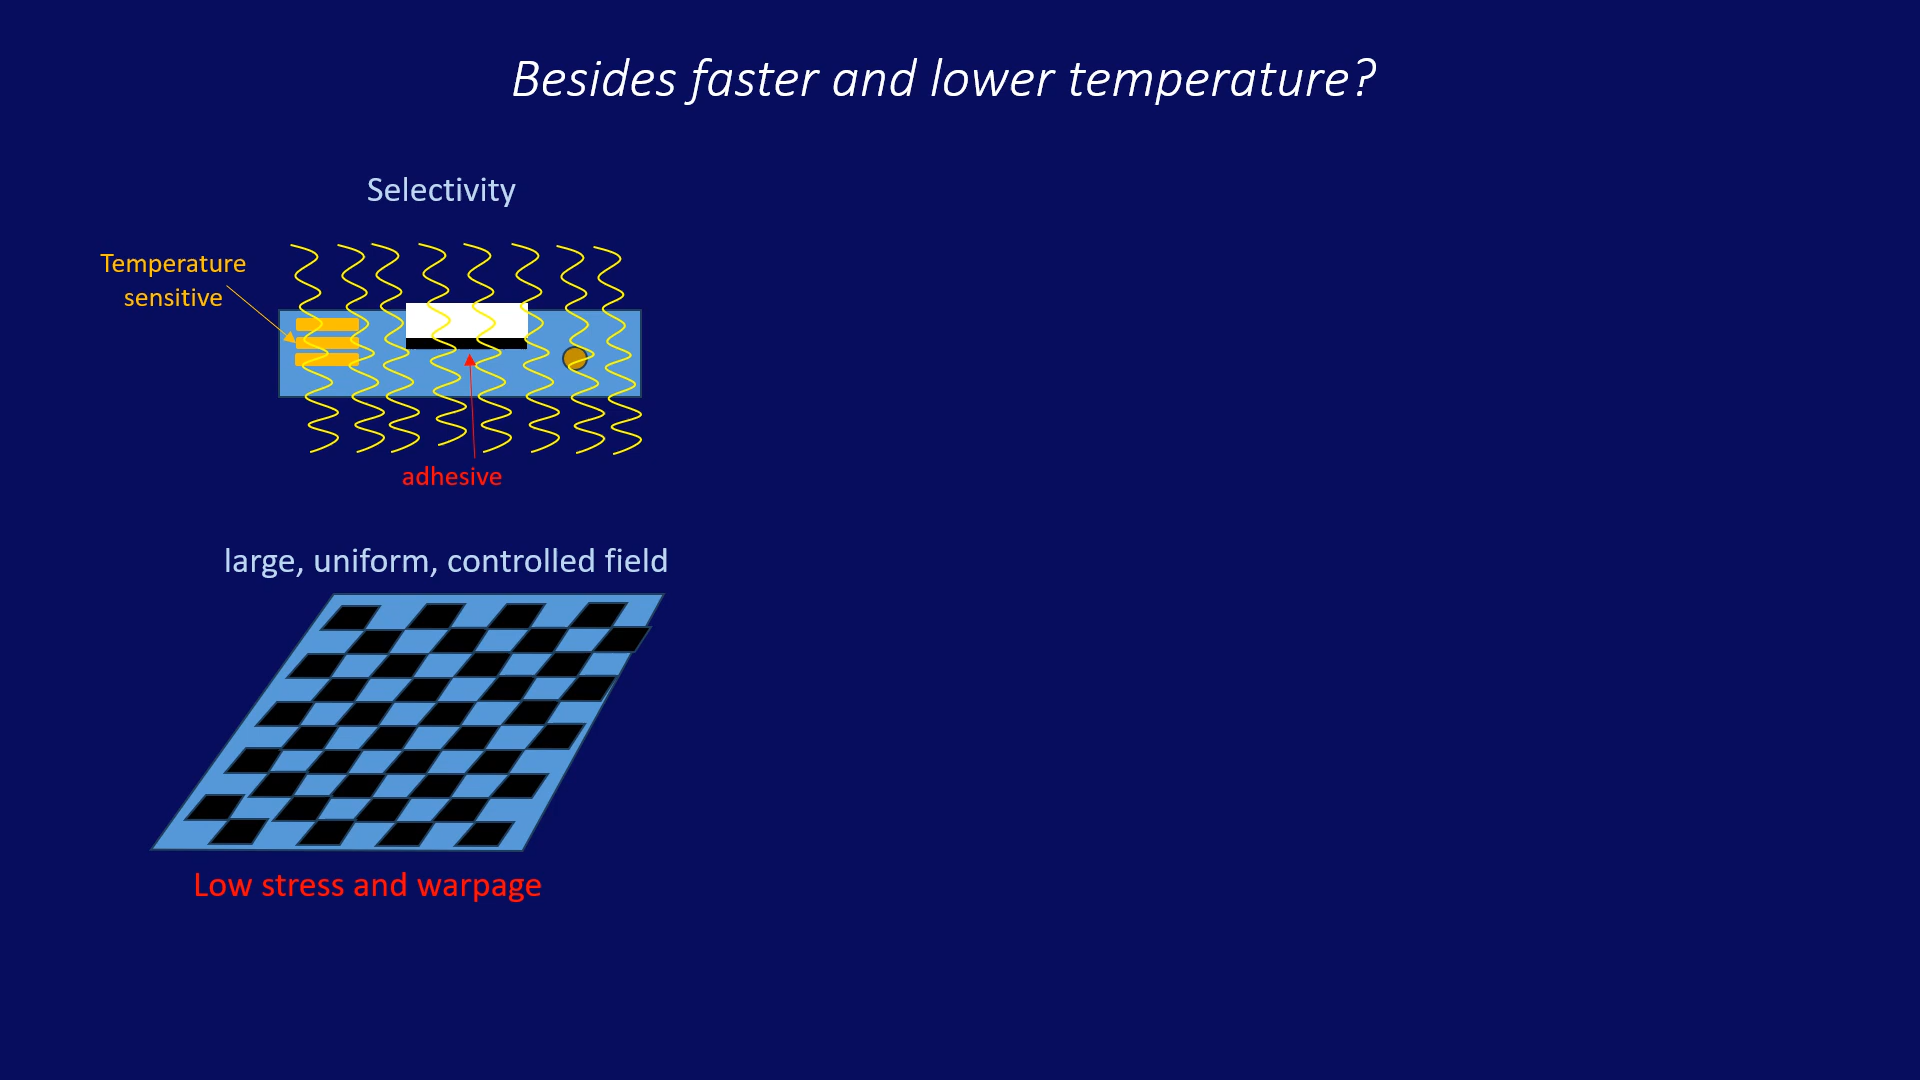 Besides faster and lower temperature?
Selectivity
Temperature
sensitive
adhesive
large, uniform, controlled field
Low stress and warpage